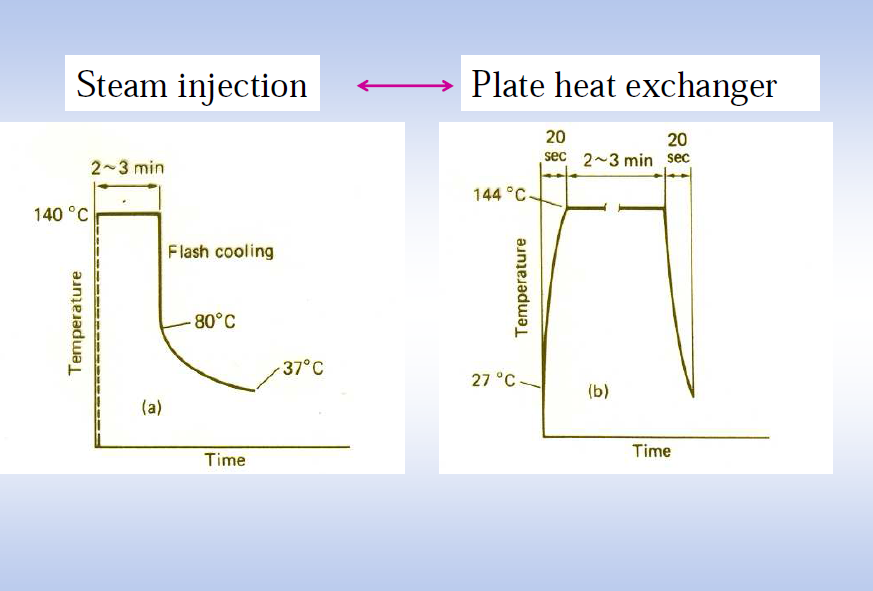 Steam injection
Plate heat exchanger
2~3 min
140 °C
Flash cooling
80°C
37°C
Temperature
(a)
Time
20
sec
2~3 min
20
sec
144 °C
Temperature
27 °C
(b)
Time